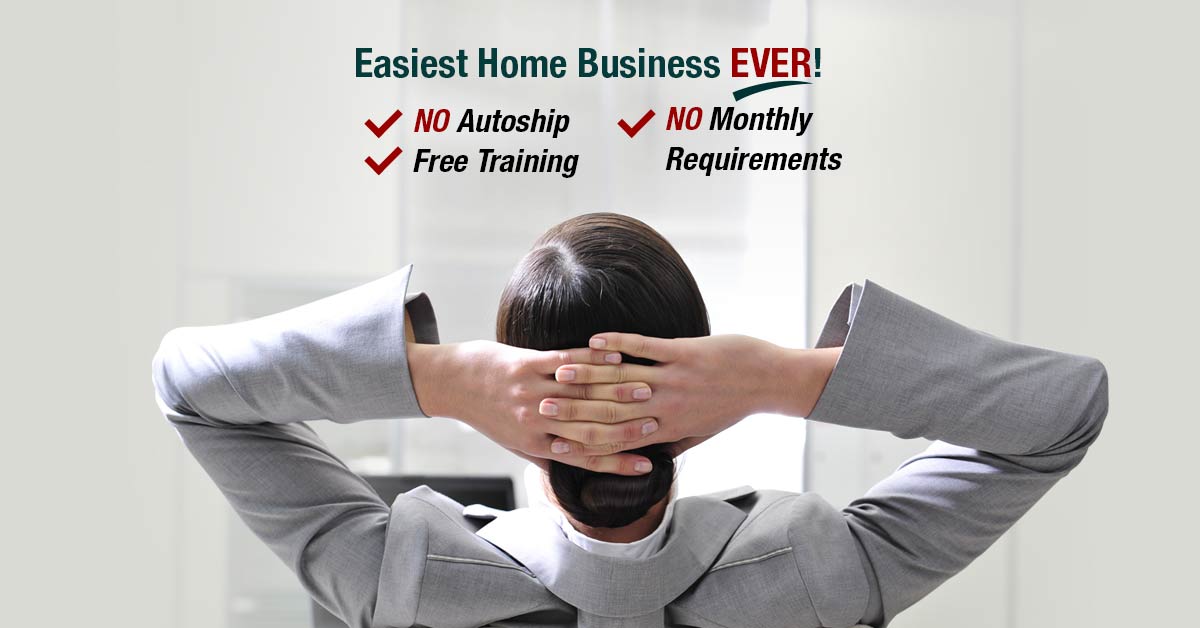 Easiest Home Business EVER!
NO Autoship
Free Training
NO Monthly
Requirements